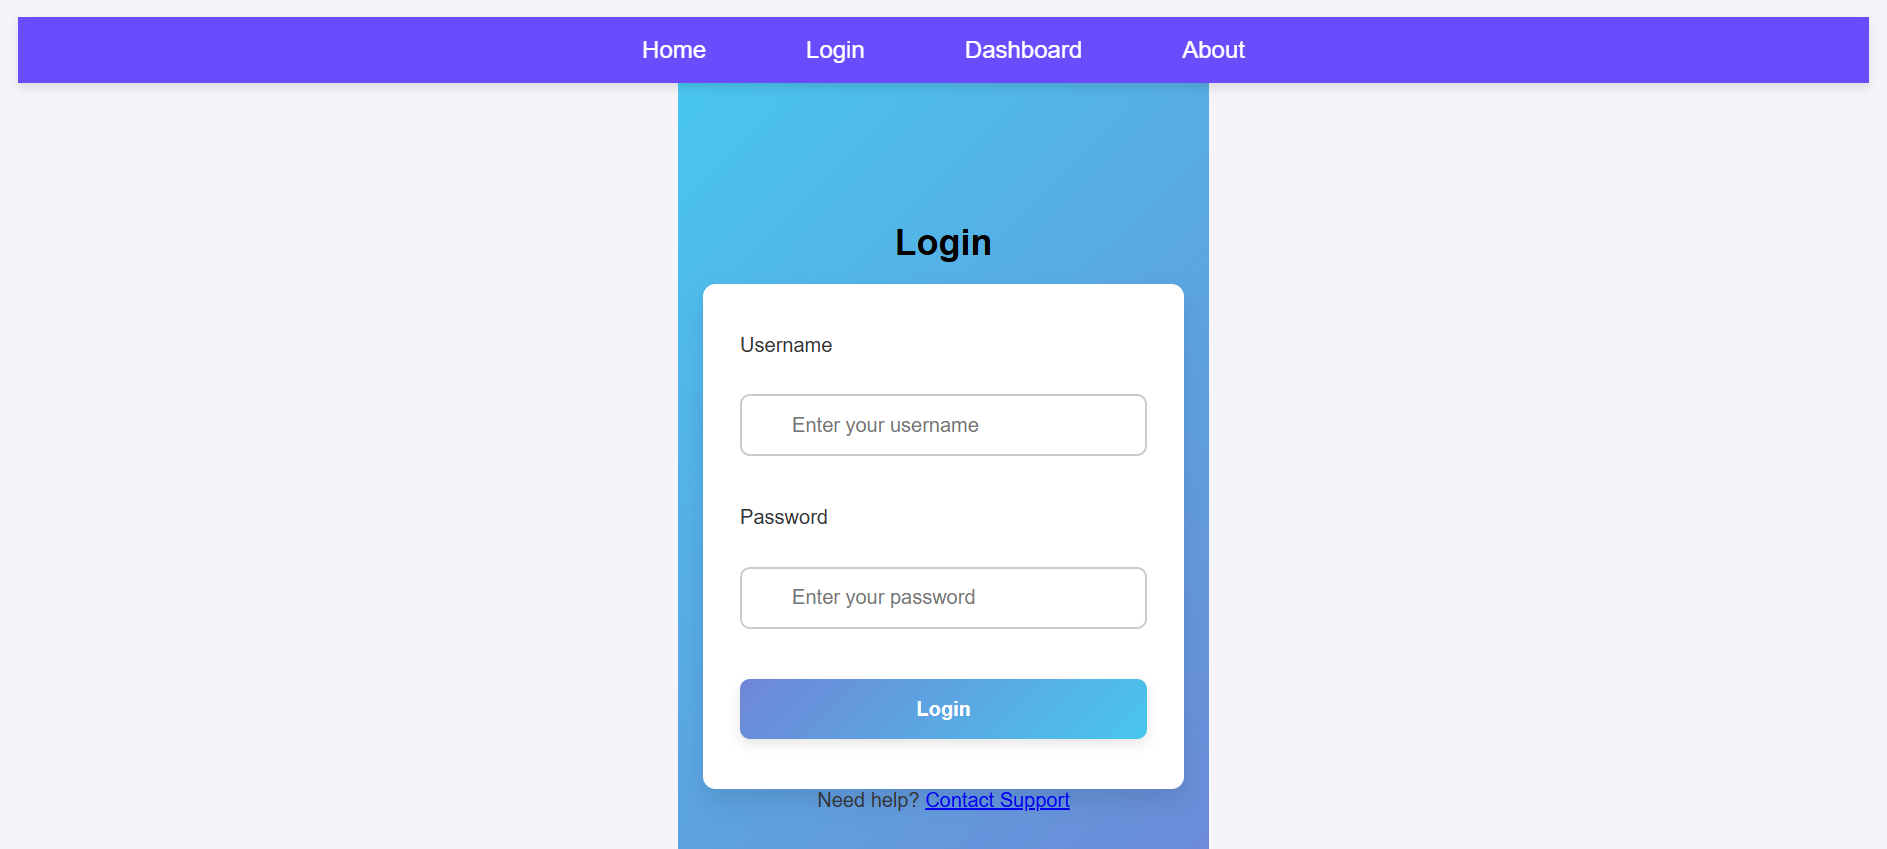 Home Login Dashboard About
Login
Username
Enter your username
Password
Enter your password
Login
Need help? Contact Support